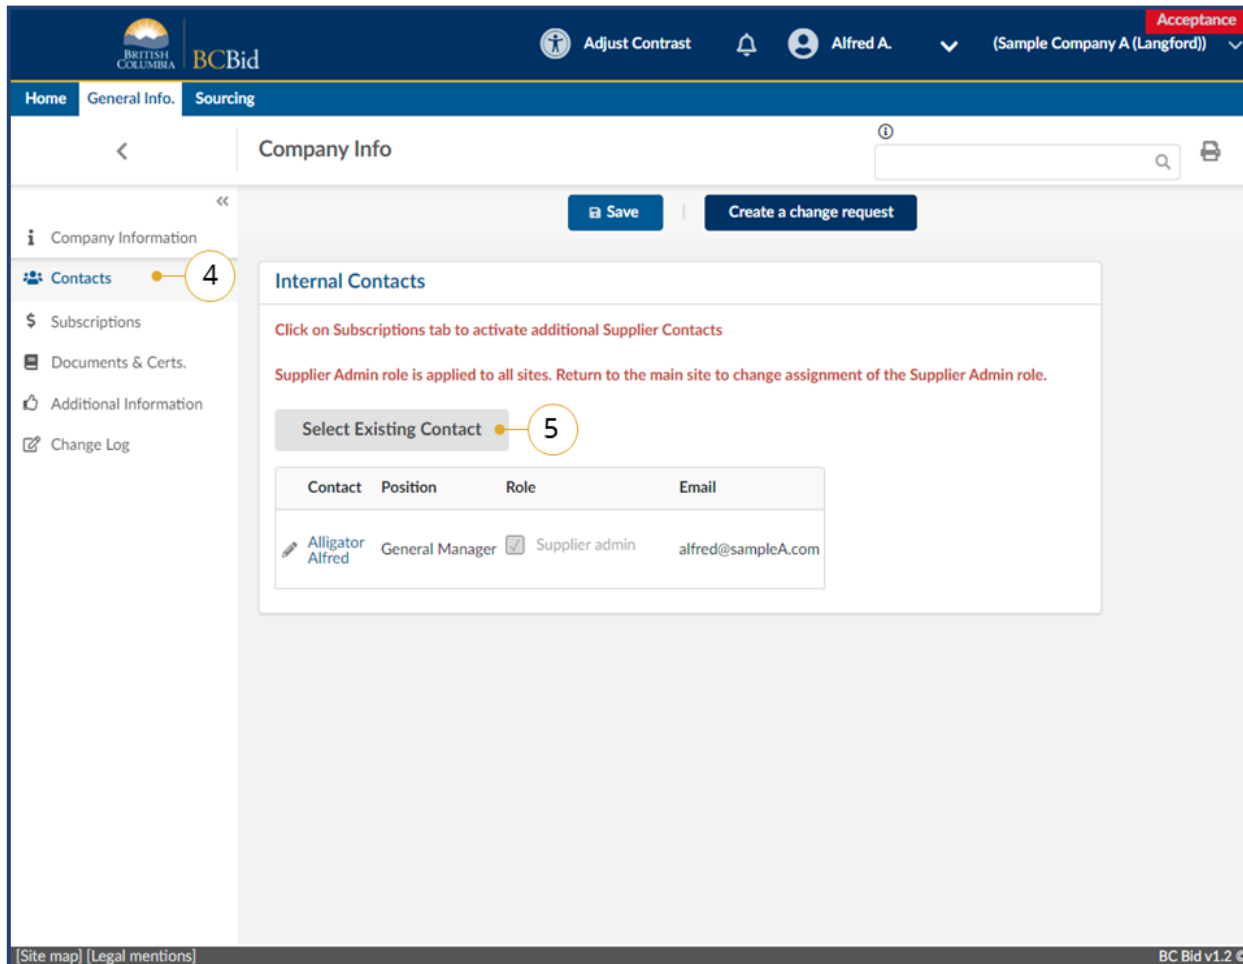 Acceptance
BRITISH
COLUMBIA
BCBid
Adjust Contrast
Alfred A.
(Sample Company A (Langford))
Home
General Info.
Sourcing
Company Info
Save
Create a change request
Company Information
Contacts
4
Subscriptions
Documents & Certs.
Additional Information
Change Log
Internal Contacts
Click on Subscriptions tab to activate additional Supplier Contacts
Supplier Admin role is applied to all sites. Return to the main site to change assignment of the Supplier Admin role.
Select Existing Contact
5
Contact Position Role Email
Alligator
Alfred
General Manager Supplier admin alfred@sampleA.com
[Site map] [Legal mentions]
BC Bid v1.2 ©